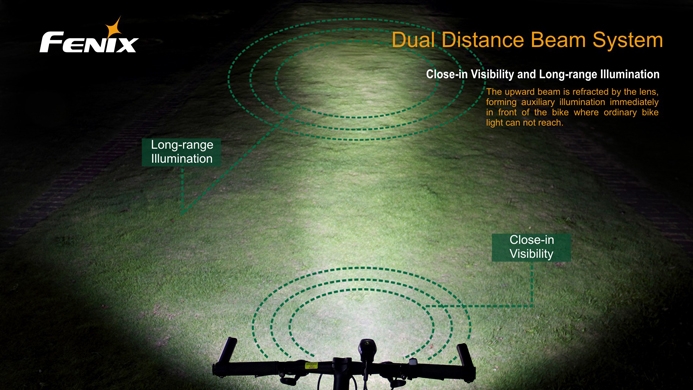 FENIX
Dual Distance Beam System
Close-in Visibility and Long-range Illumination
The upward beam is refracted by the lens,
forming auxiliary illumination immediately
in front of the bike where ordinary bike
light can not reach.
Long-range
Illumination
Close-in
Visibility